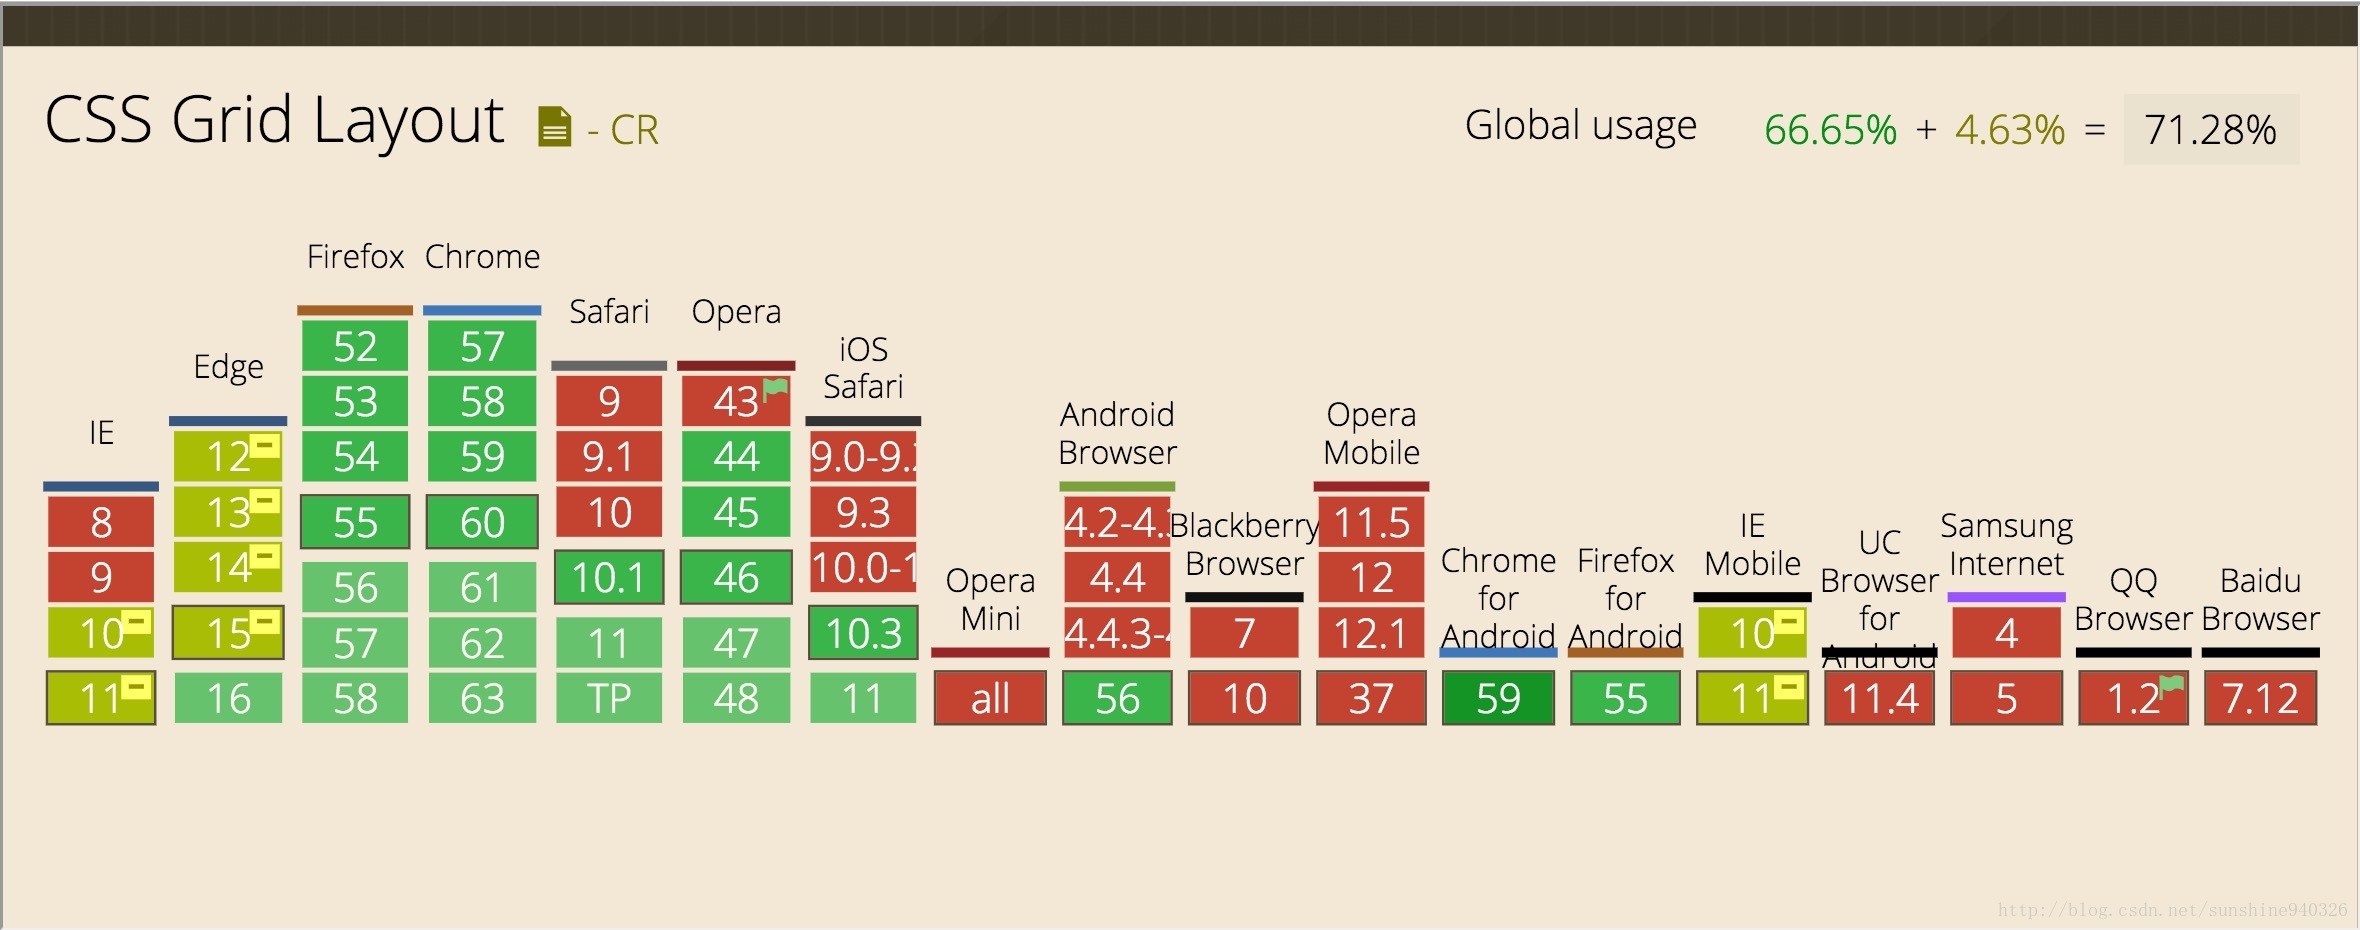 CSS Grid Layout - CR
Global usage 66.65% + 4.63% = 71.28%
IE
8
9
10
11
Edge
12
13
14
15
16
Firefox
52
53
54
55
56
57
58
Chrome
57
58
59
60
61
62
63
Safari
9
9.1
10
10.1
11
TP
Opera
43
44
45
46
47
48
iOS
Safari
9.0-9.
9.3
10.0-1
10.3
11
Opera
Mini
all
Android
Browser
4.2-4.
4.4
4.4.3-
56
Blackberry
Browser
7
10
Opera
Mobile
11.5
12
12.1
37
Chrome
for
Android
59
Firefox
for
Android
55
IE
Mobile
10
11
UC
Browser
for
Android
11.4
Samsung
Internet
4
5
QQ
Browser
1.2
Baidu
Browser
7.12
http://blog.csdn.net/sunshine940326